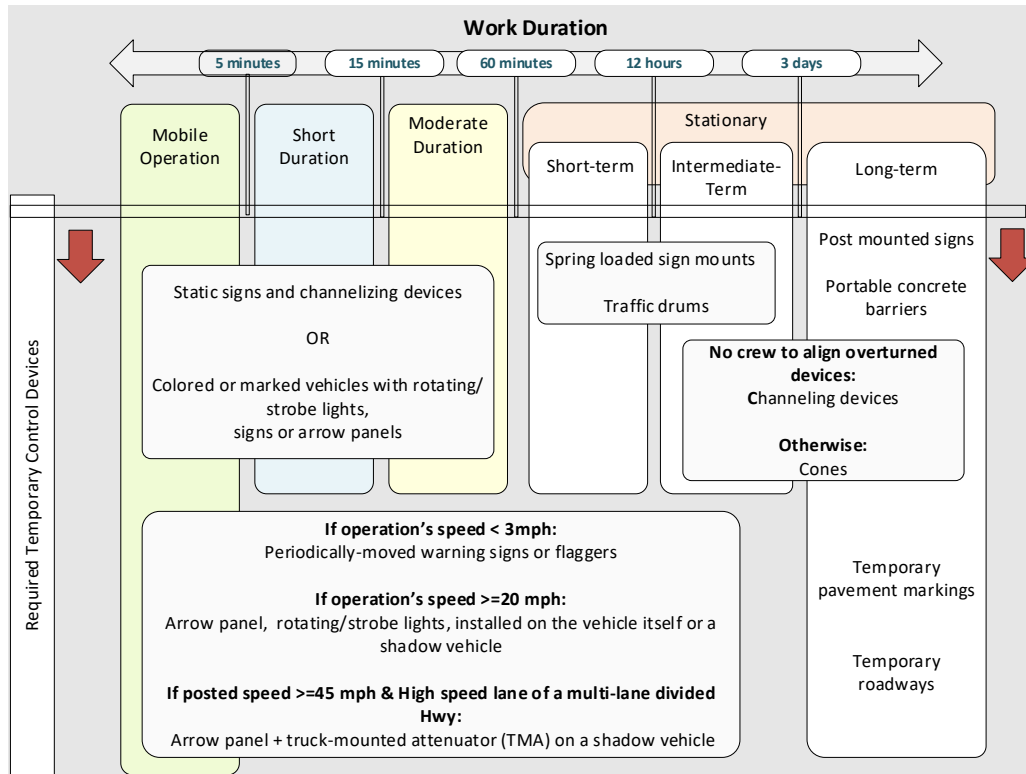 Work Duration
5 minutes
15 minutes
60 minutes
12 hours
3 days
Mobile
Operation
Short
Duration
Moderate
Duration
Stationary
Short-term
Intermediate-
Term
Long-term
Required Temporary Control Devices
Static signs and channelizing devices
OR
Colored or marked vehicles with rotating/
strobe lights,
signs or arrow panels
Spring loaded sign mounts
Traffic drums
Post mounted signs
Portable concrete
barriers
No crew to align overturned
devices:
Channeling devices
Otherwise:
Cones
Temporary
pavement markings
Temporary
roadways
If operation's speed < 3mph:
Periodically-moved warning signs or flaggers
If operation's speed >=20 mph:
Arrow panel, rotating/strobe lights, installed on the vehicle itself or a
shadow vehicle
If posted speed >=45 mph & High speed lane of a multi-lane divided
Hwy:
Arrow panel + truck-mounted attenuator (TMA) on a shadow vehicle